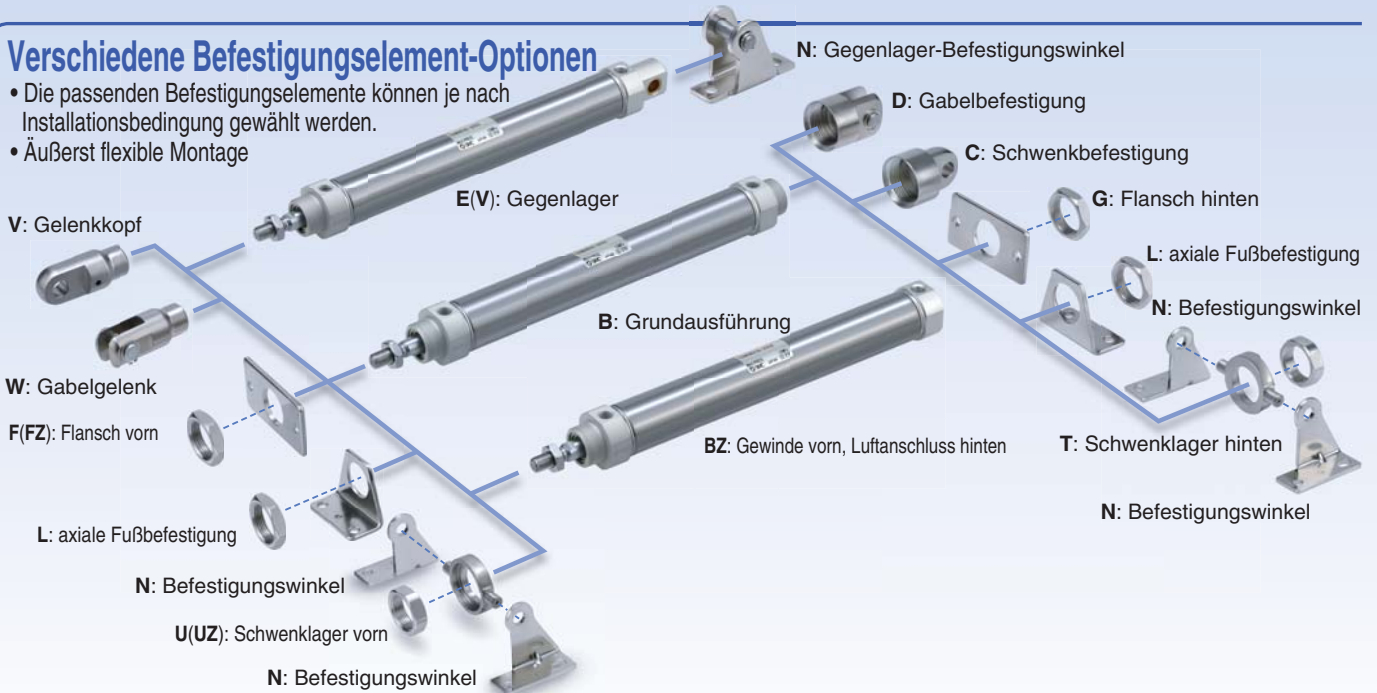 Verschiedene Befestigungselement-Optionen
• Die passenden Befestigungselemente können je nach
Installationsbedingung gewählt werden.
• Äußerst flexible Montage
N: Gegenlager-Befestigungswinkel
D: Gabelbefestigung
C: Schwenkbefestigung
E(V): Gegenlager
G: Flansch hinten
V: Gelenkkopf
L: axiale Fußbefestigung
N: Befestigungswinkel
B: Grundausführung
W: Gabelgelenk
F(FZ): Flansch vorn
BZ: Gewinde vorn, Luftanschluss hinten
T: Schwenklager hinten
N: Befestigungswinkel
L: axiale Fußbefestigung
N: Befestigungswinkel
U(UZ): Schwenklager vorn
N: Befestigungswinkel